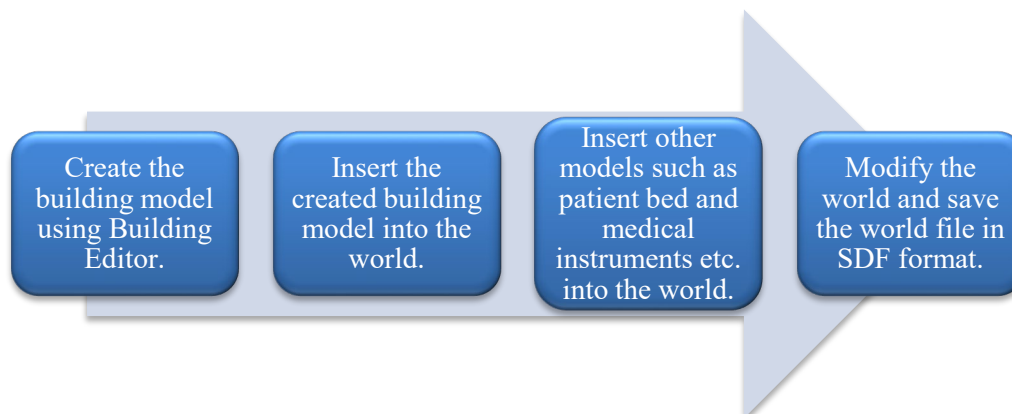 Create the
building model
using Building
Editor.
Insert the
created building
model into the
world.
Insert other
models such as
patient bed and
medical
instruments etc.
into the world.
Modify the
world and save
the world file in
SDF format.